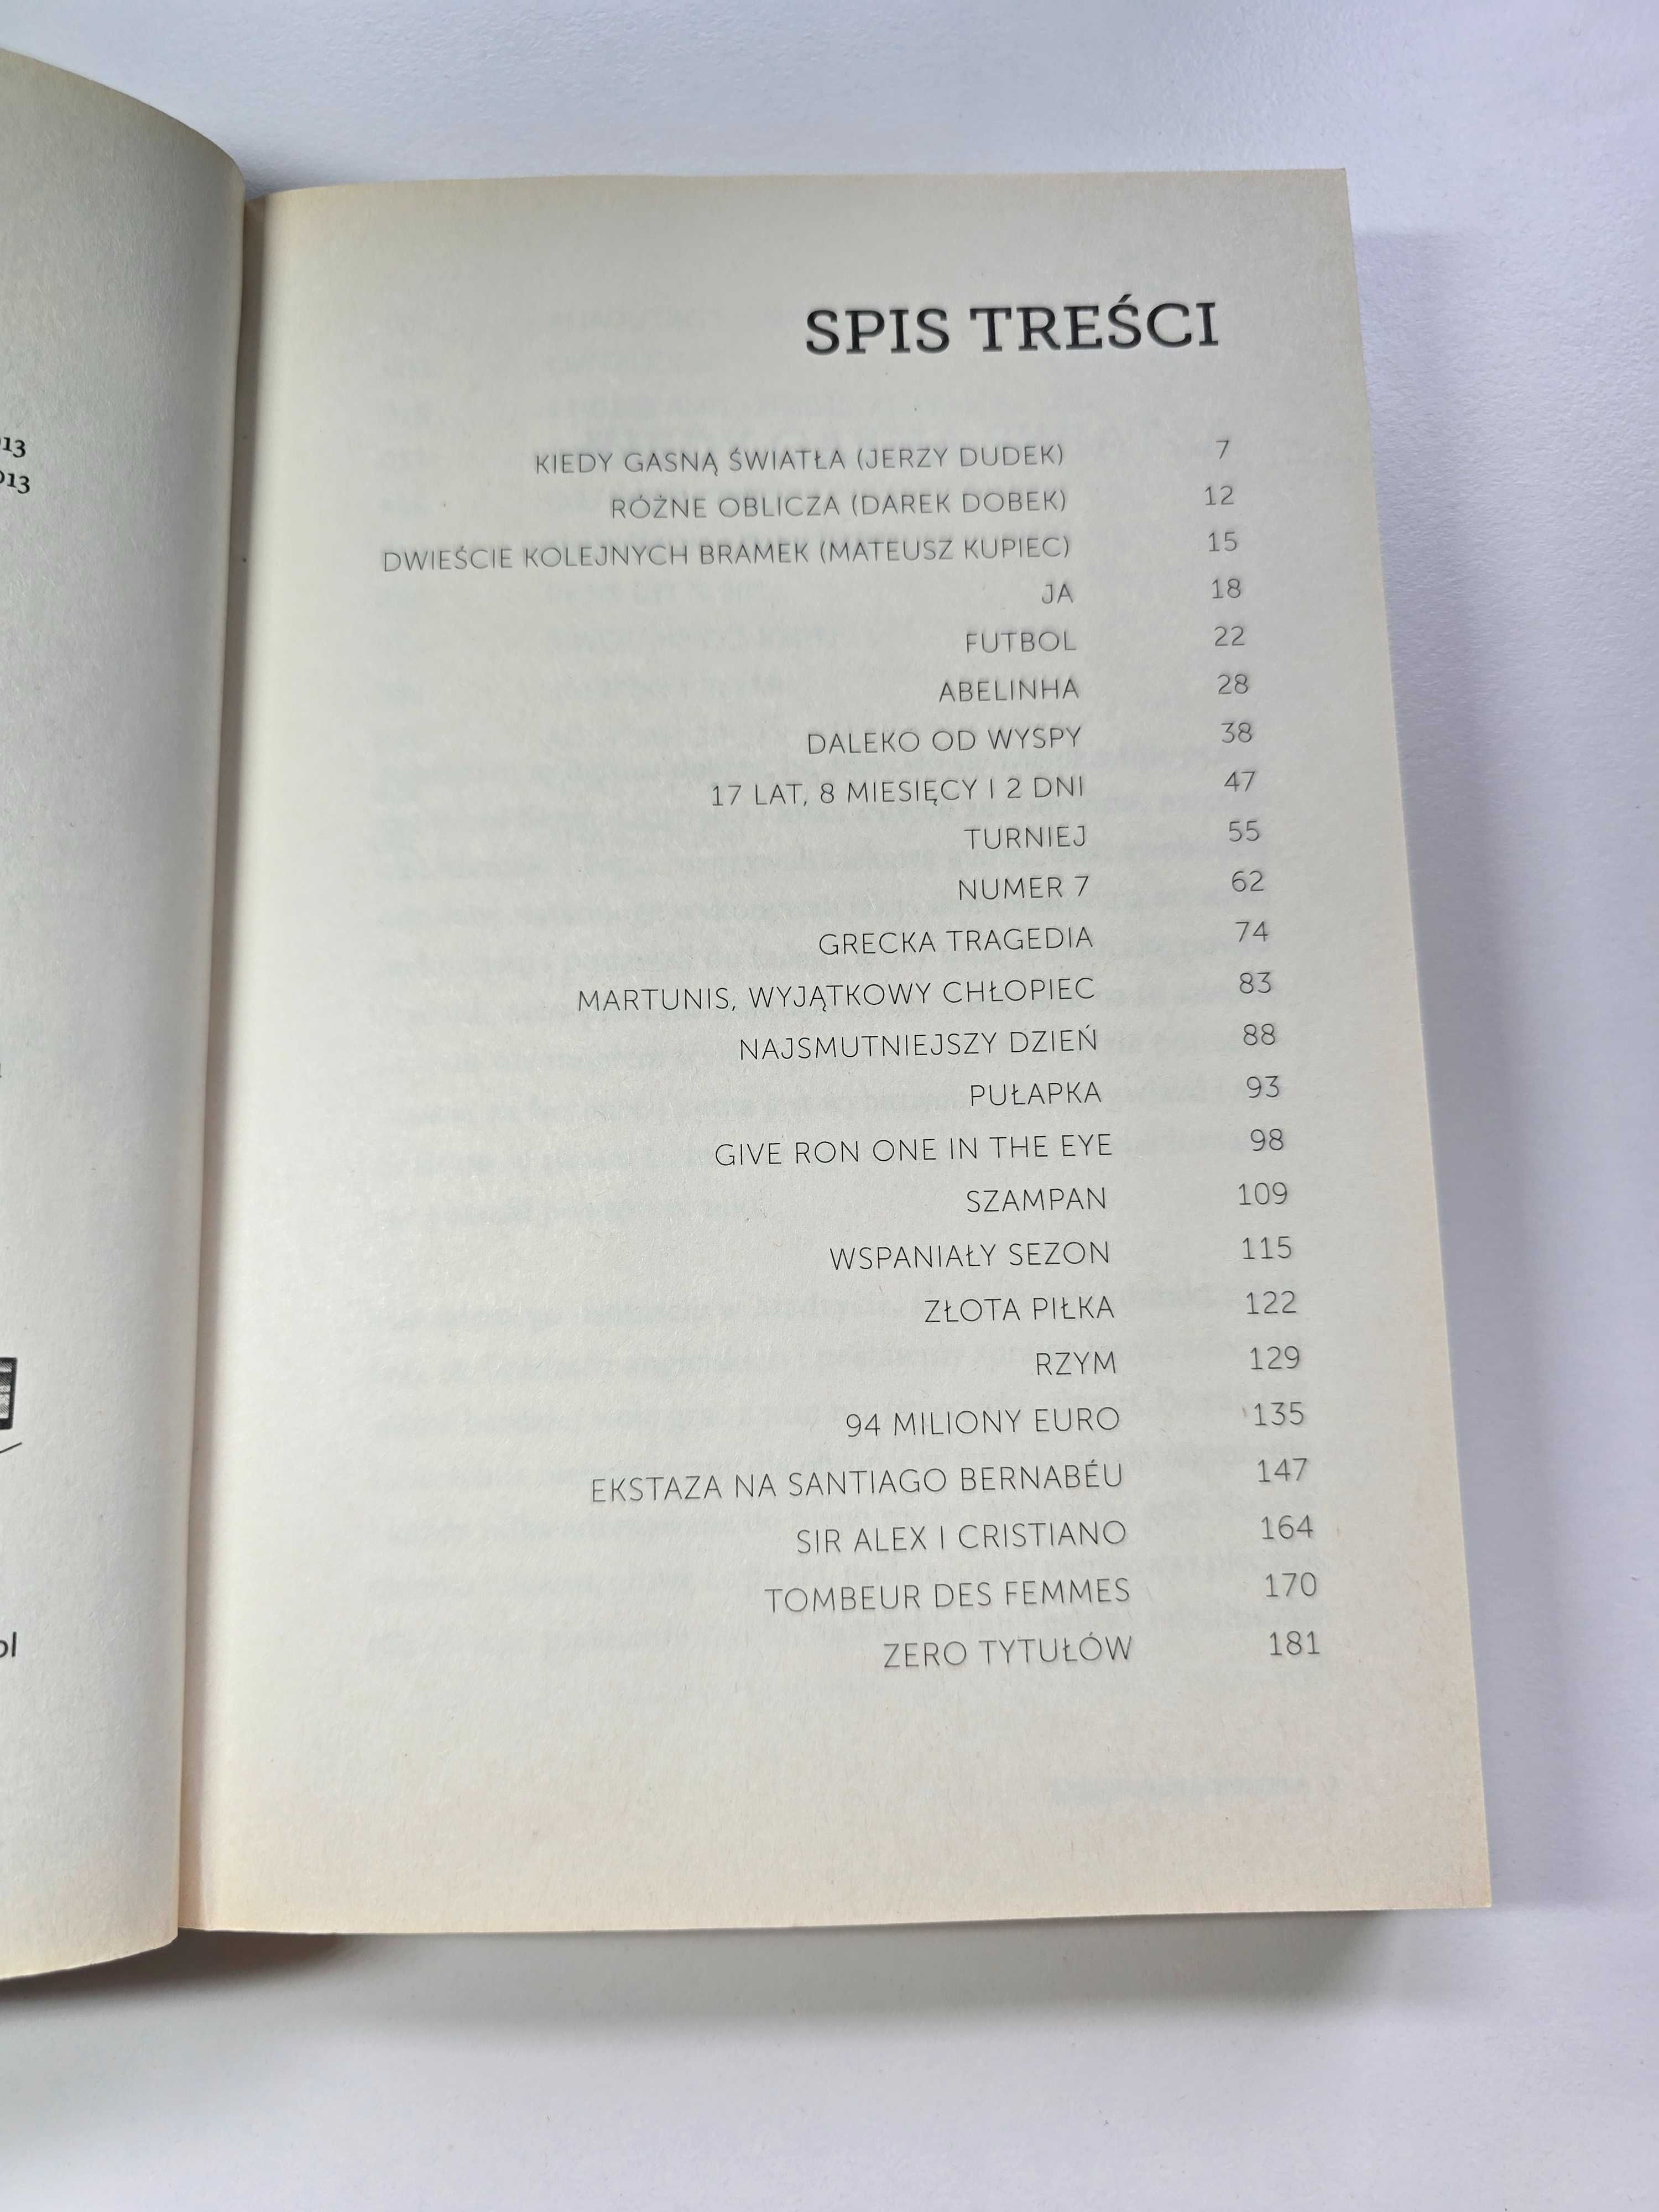 13
013
ol
SPIS TREŚCI
KIEDY GASNĄ ŚWIATŁA (JERZY DUDEK) 7
RÓŻNE OBLICZA (DAREK DOBEK) 12
DWIEŚCIE KOLEJNYCH BRAMEK (MATEUSZ KUPIEC) 15
JA 18
FUTBOL 22
ABELINHA 28
DALEKO OD WYSPY 38
17 LAT, 8 MIESIĘCY I 2 DNI 47
TURNIEJ 55
NUMER 7 62
GRECKA TRAGEDIA 74
MARTUNIS, WYJĄTKOWY CHŁOPIEC 83
NAJSMUTNIEJSZY DZIEŃ 88
PUŁAPKA 93
GIVE RON ONE IN THE EYE 98
SZAMPAN 109
WSPANIAŁY SEZON 115
ZŁOTA PIŁKA 122
RZYM 129
94 MILIONY EURO 135
EKSTAZA NA SANTIAGO BERNABÉU 147
SIR ALEX I CRISTIANO 164
TOMBEUR DES FEMMES 170
ZERO TYTUŁÓW 181